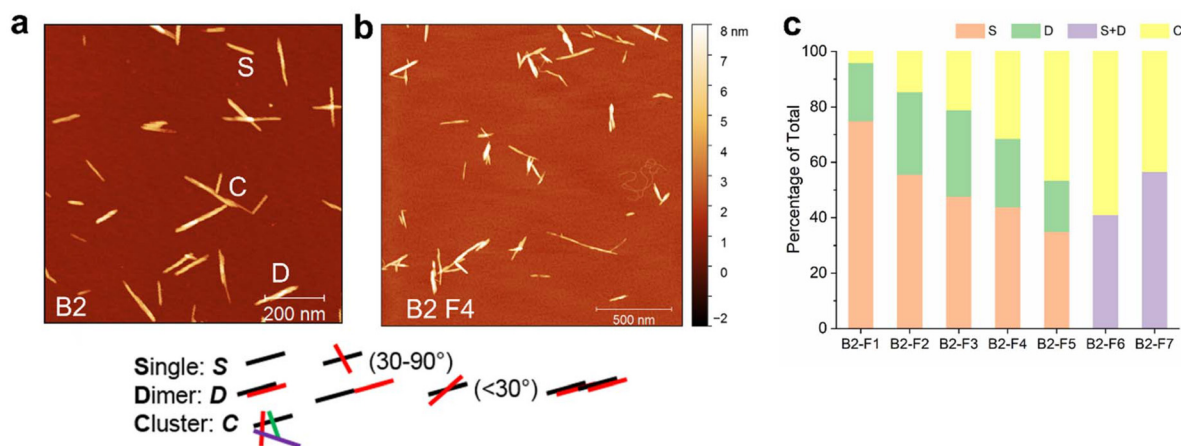 a
S
C
D
B2
200 nm
b
B2 F4
500 nm
8 nm
7
6
5
4
3
2
1
0
−2
c
S
D
S+D
C
Percentage of Total
100
80
60
40
20
0
B2-F1
B2-F2
B2-F3
B2-F4
B2-F5
B2-F6
B2-F7
Single: S
(30-90°)
Dimer: D
(<30°)
Cluster: C